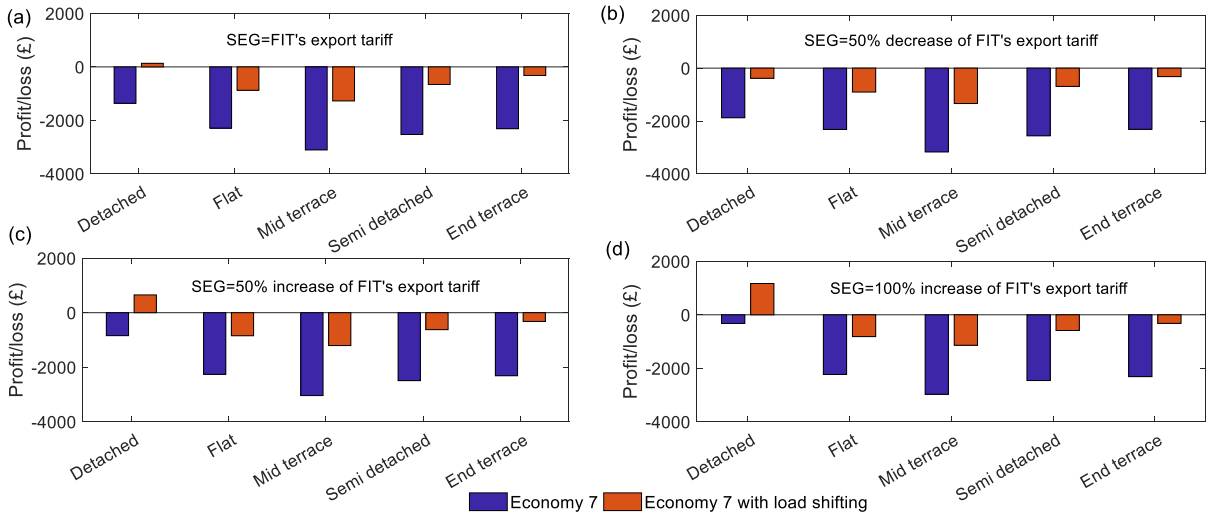 (a)
SEG=FIT's export tariff
Profit/loss (£)
2000
0
-2000
-4000
Detached
Flat
Mid terrace
Semi detached
End terrace
(b)
SEG=50% decrease of FIT's export tariff
Profit/loss (£)
2000
0
-2000
-4000
Detached
Flat
Mid terrace
Semi detached
End terrace
(c)
SEG=50% increase of FIT's export tariff
Profit/loss (£)
2000
0
-2000
-4000
Detached
Flat
Mid terrace
Semi detached
End terrace
(d)
SEG=100% increase of FIT's export tariff
Profit/loss (£)
2000
0
-2000
-4000
Detached
Flat
Mid terrace
Semi detached
End terrace
Economy 7
Economy 7 with load shifting